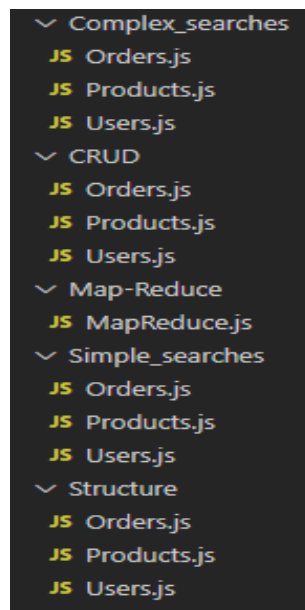 Complex_searches
JS Orders.js
JS Products.js
JS Users.js
CRUD
JS Orders.js
JS Products.js
JS Users.js
Map-Reduce
JS MapReduce.js
Simple_searches
JS Orders.js
JS Products.js
JS Users.js
Structure
JS Orders.js
JS Products.js
JS Users.js